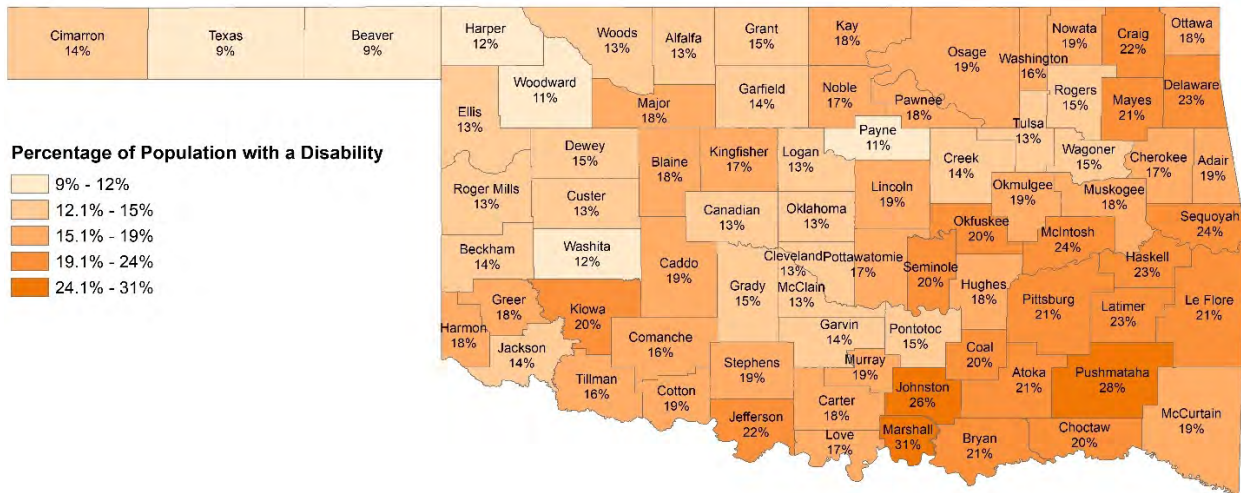 Cimarron
14%
Texas
9%
Beaver
9%
Harper
12%
Woods
13%
Alfalfa
13%
Grant
15%
Kay
18%
Osage
19%
Washington
16%
Nowata
19%
Craig
22%
Ottawa
18%
Woodward
11%
Ellis
13%
Major
18%
Garfield
14%
Noble
17%
Pawnee
18%
Rogers
15%
Mayes
21%
Delaware
23%
Payne
11%
Tulsa
13%
Percentage of Population with a Disability
9% - 12%
12.1% - 15%
15.1% - 19%
19.1% - 24%
24.1% - 31%
Dewey
15%
Blaine
18%
Kingfisher
17%
Logan
13%
Creek
14%
Wagoner
15%
Cherokee
17%
Adair
19%
Roger Mills
13%
Custer
13%
Canadian
13%
Oklahoma
13%
Lincoln
19%
Okmulgee
19%
Muskogee
18%
Okfuskee
20%
McIntosh
24%
Sequoyah
24%
Beckham
14%
Washita
12%
Caddo
19%
Grady
15%
Cleveland
13%
McClain
13%
Pottawatomie
17%
Seminole
20%
Hughes
18%
Haskell
23%
Pittsburg
21%
Latimer
23%
Le Flore
21%
Greer
18%
Kiowa
20%
Harmon
18%
Jackson
14%
Comanche
16%
Garvin
14%
Pontotoc
15%
Tillman
16%
Stephens
19%
Murray
19%
Coal
20%
Cotton
19%
Johnston
26%
Atoka
21%
Pushmataha
28%
Jefferson
22%
Carter
18%
Marshall
31%
McCurtain
19%
Love
17%
Bryan
21%
Choctaw
20%